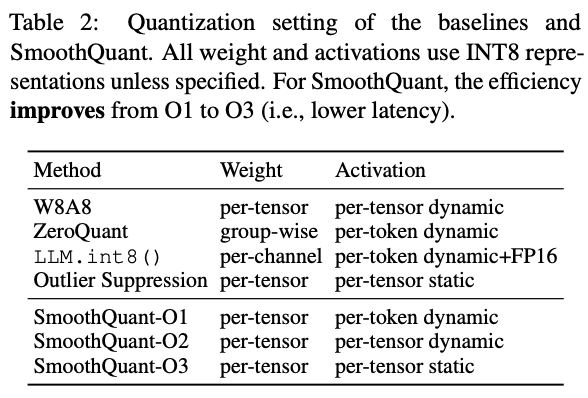 Table 2: Quantization setting of the baselines and
SmoothQuant. All weight and activations use INT8 repre-
sentations unless specified. For SmoothQuant, the efficiency
improves from O1 to O3 (i.e., lower latency).
Method Weight Activation
W8A8 per-tensor per-tensor dynamic
ZeroQuant group-wise per-token dynamic
LLM.int8() per-channel per-token dynamic+FP16
Outlier Suppression per-tensor per-tensor static
SmoothQuant-O1 per-tensor per-token dynamic
SmoothQuant-O2 per-tensor per-tensor dynamic
SmoothQuant-O3 per-tensor per-tensor static